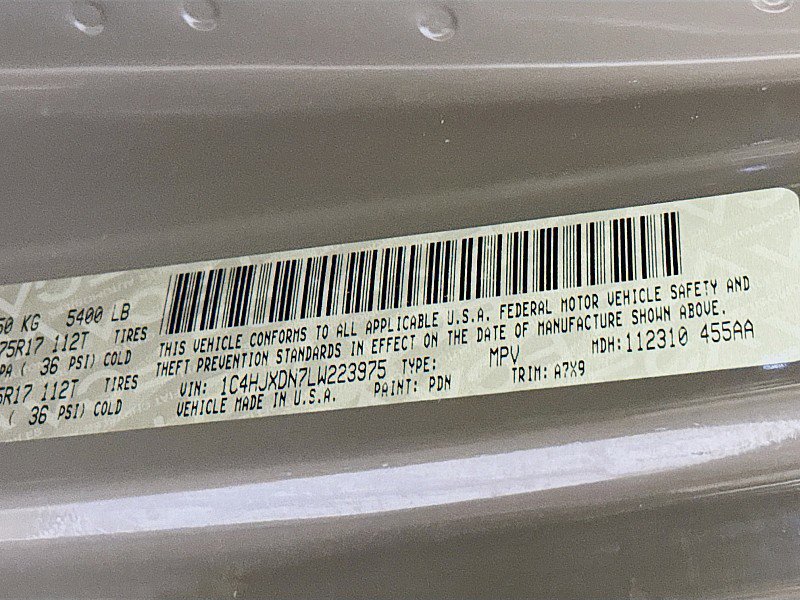 50 KG 5400 LB
75R17 112T TIRES
PA ( 36 PSI) COLD
5R17 112T TIRES
( 36 PSI) COLD
THIS VEHICLE CONFORMS TO ALL APPLICABLE U.S.A. FEDERAL MOTOR VEHICLE SAFETY AND
THEFT PREVENTION STANDARDS IN EFFECT ON THE DATE OF MANUFACTURE SHOWN ABOVE.
VIN: 1C4HJXDN7LW223975 TYPE: MPV MDH:112310 455AA
VEHICLE MADE IN U.S.A. PAINT: PDN TRIM: A7X9